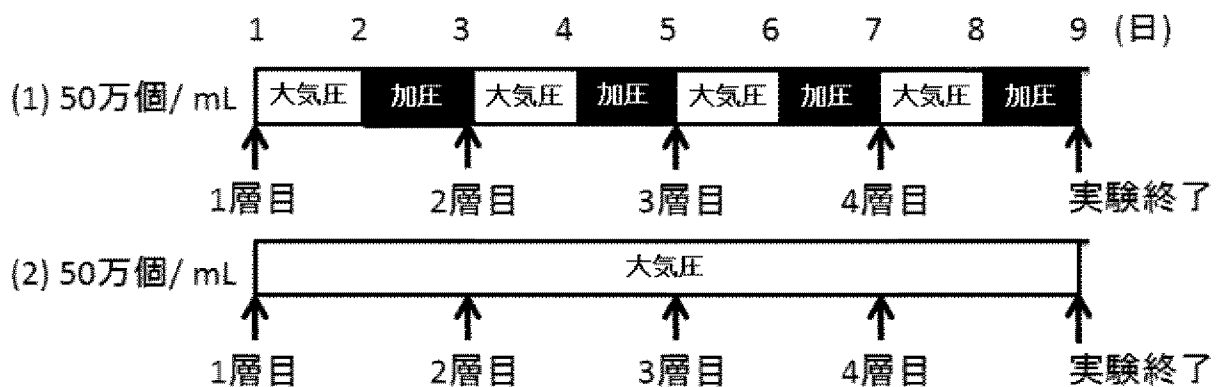 1 2 3 4 5 6 7 8 9 (日)
(1) 50万個/ mL 大気圧 加圧 大気圧 加圧 大気圧 加圧 大気圧 加圧
1層目 2層目 3層目 4層目 実験終了
(2) 50万個/ mL 大気圧
1層目 2層目 3層目 4層目 実験終了